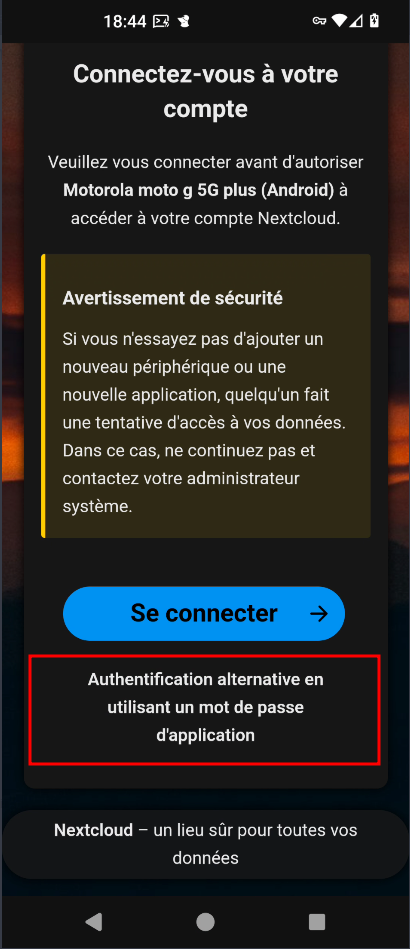 18:44
Connectez-vous à votre
compte
Veuillez vous connecter avant d'autoriser
Motorola moto g 5G plus (Android) à
accéder à votre compte Nextcloud.
Avertissement de sécurité
Si vous n'essayez pas d'ajouter un
nouveau périphérique ou une
nouvelle application, quelqu'un fait
une tentative d'accès à vos données.
Dans ce cas, ne continuez pas et
contactez votre administrateur
système.
Se connecter
Authentification alternative en
utilisant un mot de passe
d'application
Nextcloud – un lieu sûr pour toutes vos
données